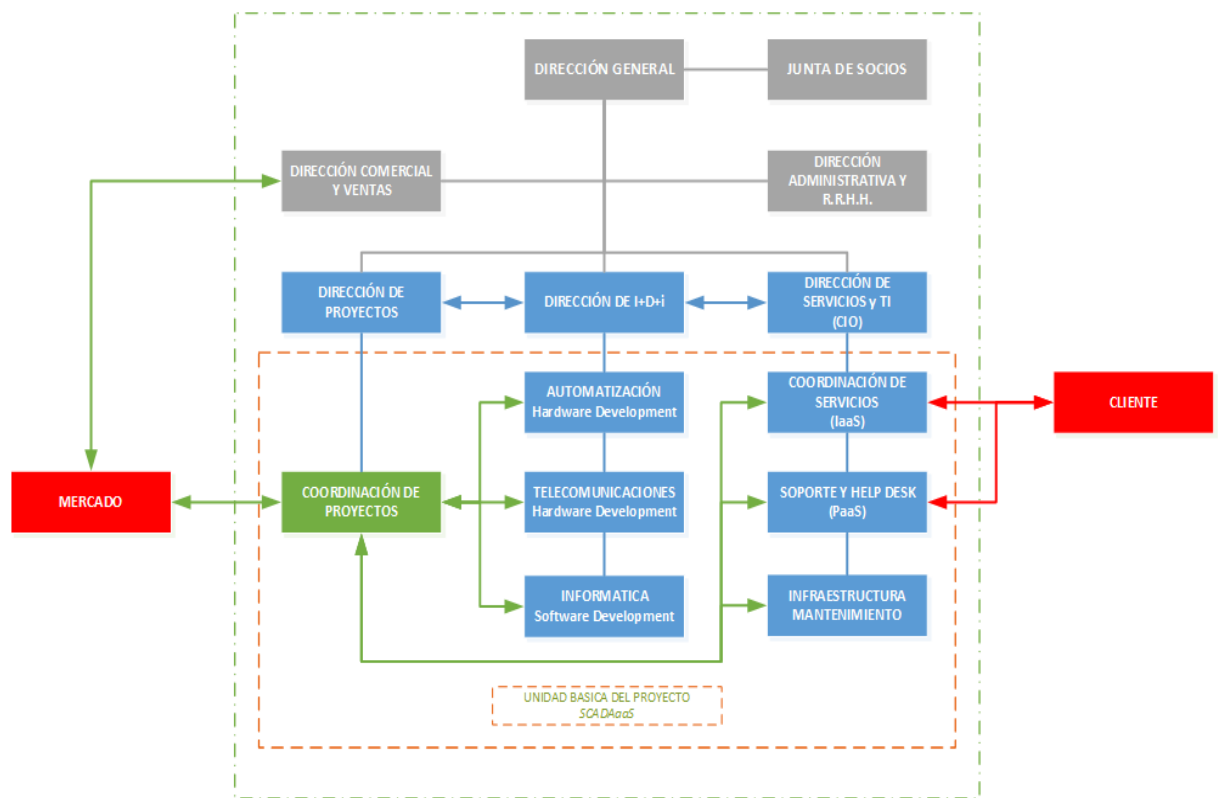 DIRECCIÓN GENERAL
JUNTA DE SOCIOS
DIRECCIÓN COMERCIAL
Y VENTAS
DIRECCIÓN
ADMINISTRATIVA Y
R.R.H.H.
DIRECCIÓN DE
PROYECTOS
DIRECCIÓN DE I+D+i
DIRECCIÓN DE
SERVICIOS y TI
(CIO)
AUTOMATIZACIÓN
Hardware Development
COORDINACIÓN DE
SERVICIOS
(IaaS)
CLIENTE
MERCADO
COORDINACIÓN DE
PROYECTOS
TELECOMUNICACIONES
Hardware Development
SOPORTE Y HELP DESK
(PaaS)
INFORMATICA
Software Development
INFRAESTRUCTURA
MANTENIMIENTO
UNIDAD BASICA DEL PROYECTO
SCADAaaS